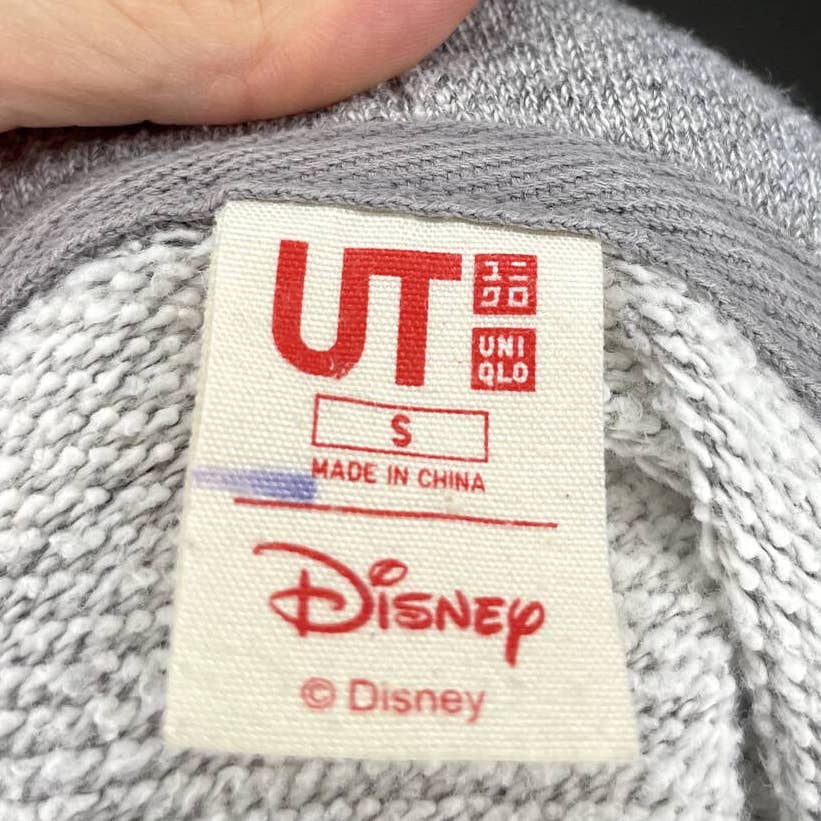 UT
ユニ
クロ
UNI
QLO
S
MADE IN CHINA
Disney
© Disney